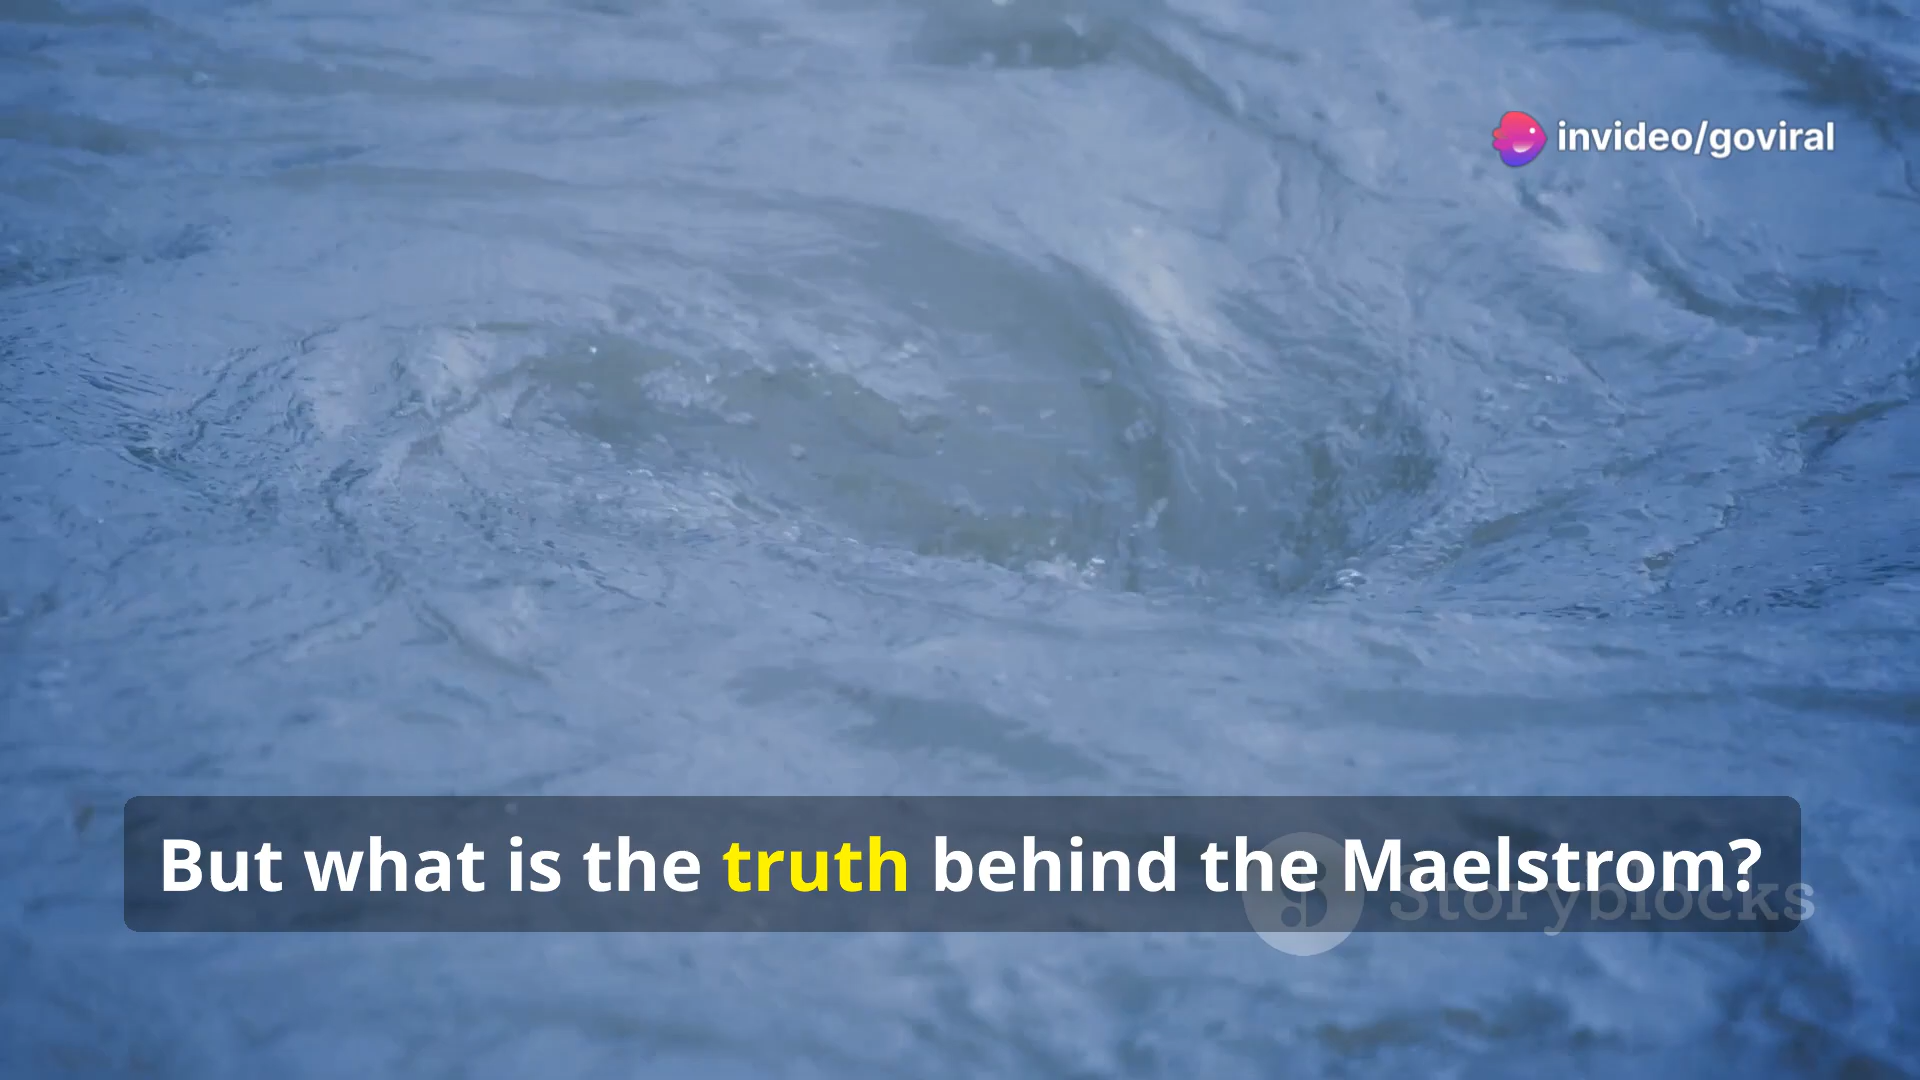 invideo/goviral
But what is the truth behind the Maelstrom?
Storyblocks